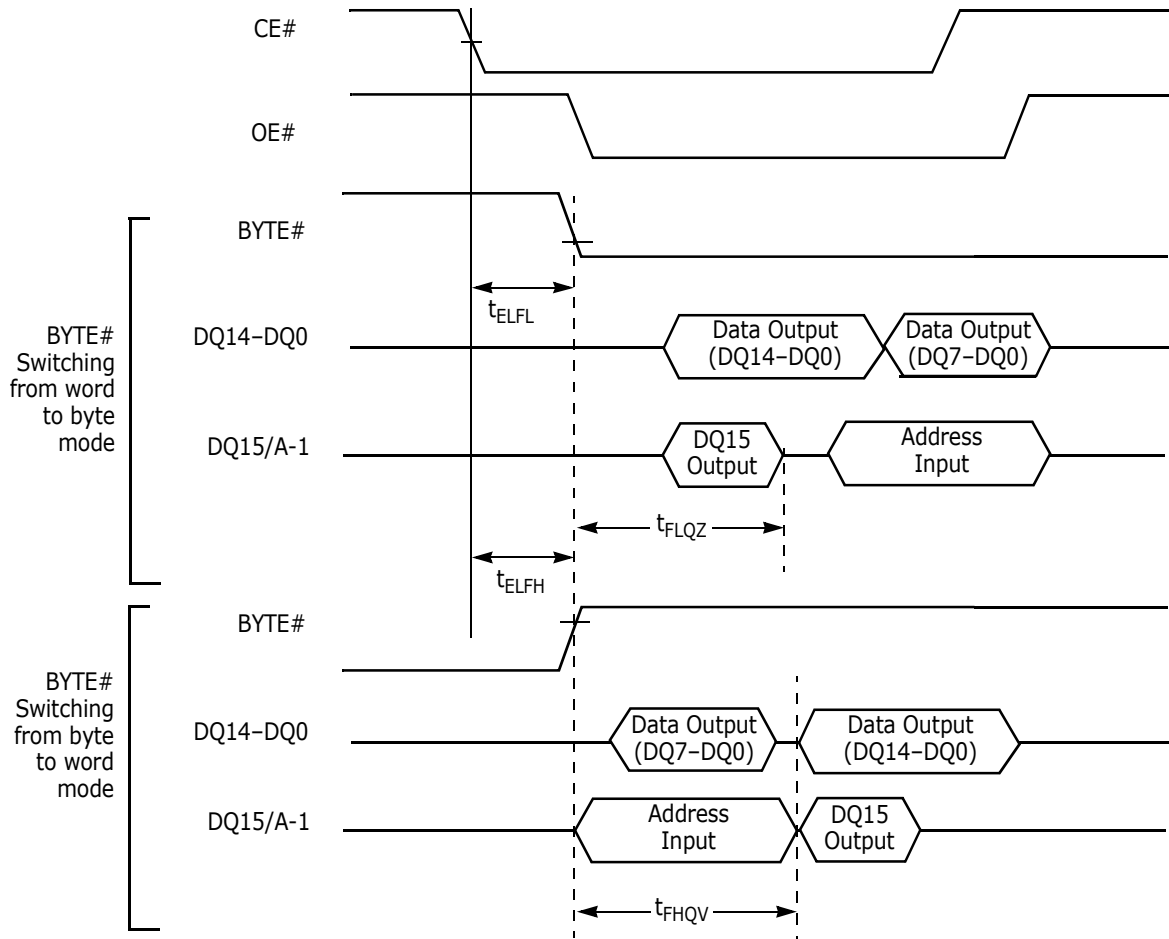 CE#
OE#
BYTE#
tELFL
BYTE#
Switching
from word
to byte
mode
DQ14–DQ0
Data Output
(DQ14–DQ0)
Data Output
(DQ7–DQ0)
DQ15/A-1
DQ15
Output
Address
Input
tFLQZ
tELFH
BYTE#
BYTE#
Switching
from byte
to word
mode
DQ14–DQ0
Data Output
(DQ7–DQ0)
Data Output
(DQ14–DQ0)
DQ15/A-1
Address
Input
DQ15
Output
tFHQV